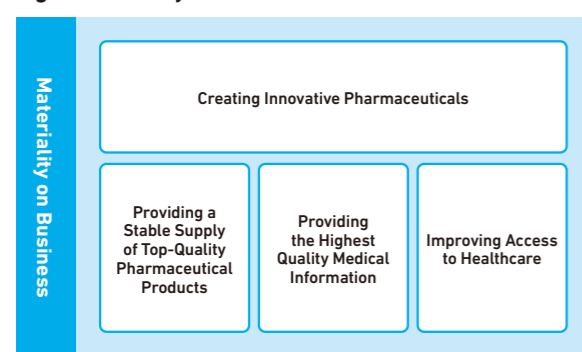 Materiality on Business
Creating Innovative Pharmaceuticals
Providing a
Stable Supply
of Top-Quality
Pharmaceutical
Products
Providing
the Highest
Quality Medical
Information
Improving Access
to Healthcare